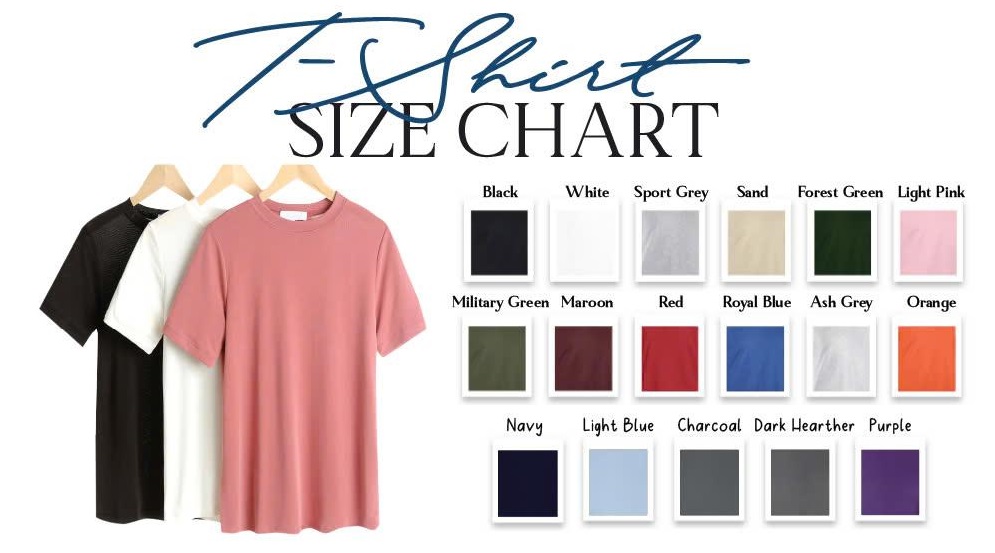 T-Shirt
SIZE CHART
Black White Sport Grey Sand Forest Green Light Pink
Military Green Maroon Red Royal Blue Ash Grey Orange
Navy Light Blue Charcoal Dark Hearther Purple